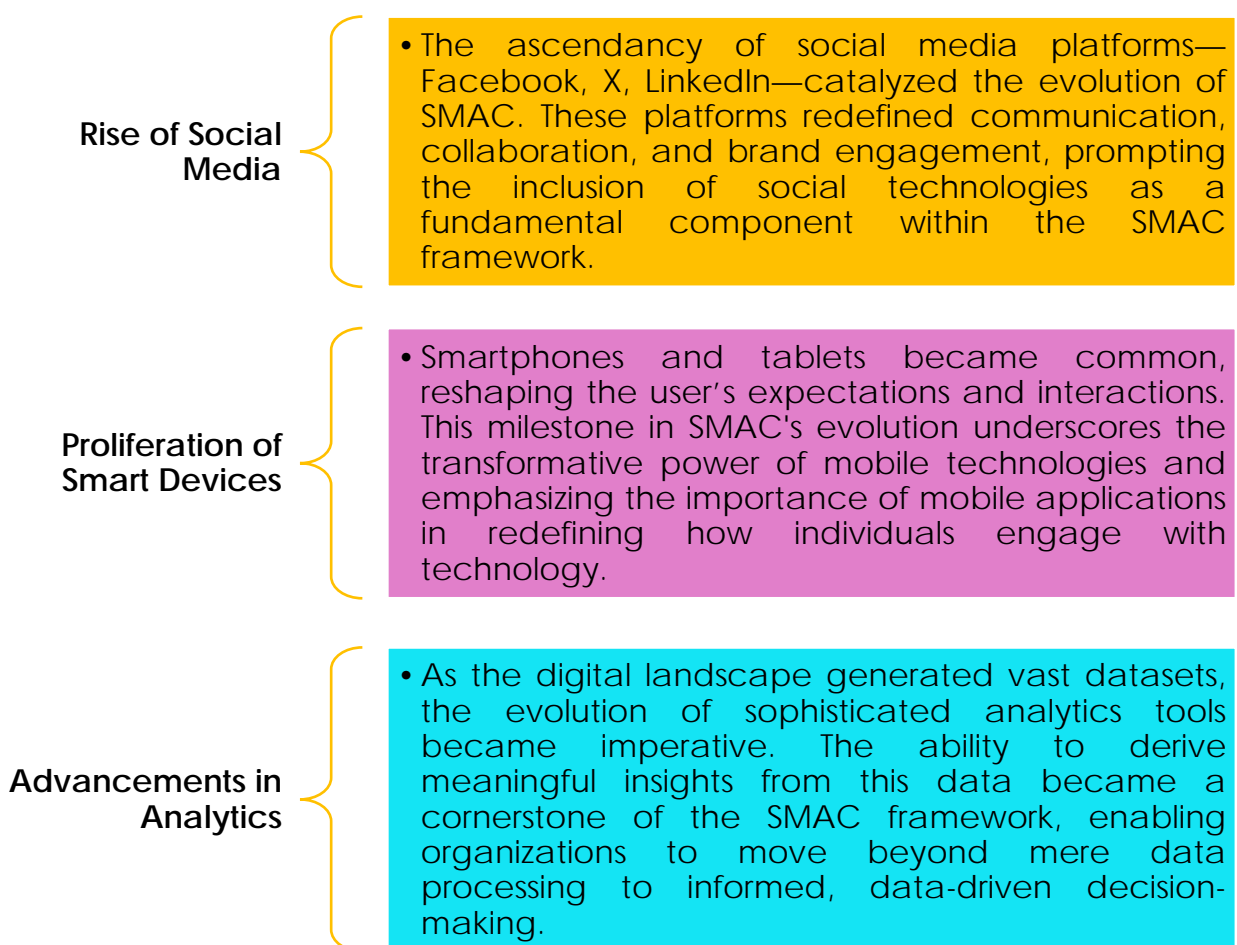 Rise of Social
Media
• The ascendancy of social media platforms—
Facebook, X, LinkedIn—catalyzed the evolution of
SMAC. These platforms redefined communication,
collaboration, and brand engagement, prompting
the inclusion of social technologies as a
fundamental component within the SMAC
framework.
Proliferation of
Smart Devices
• Smartphones and tablets became common,
reshaping the user’s expectations and interactions.
This milestone in SMAC's evolution underscores the
transformative power of mobile technologies and
emphasizing the importance of mobile applications
in redefining how individuals engage with
technology.
Advancements in
Analytics
• As the digital landscape generated vast datasets,
the evolution of sophisticated analytics tools
became imperative. The ability to derive
meaningful insights from this data became a
cornerstone of the SMAC framework, enabling
organizations to move beyond mere data
processing to informed, data-driven decision-
making.